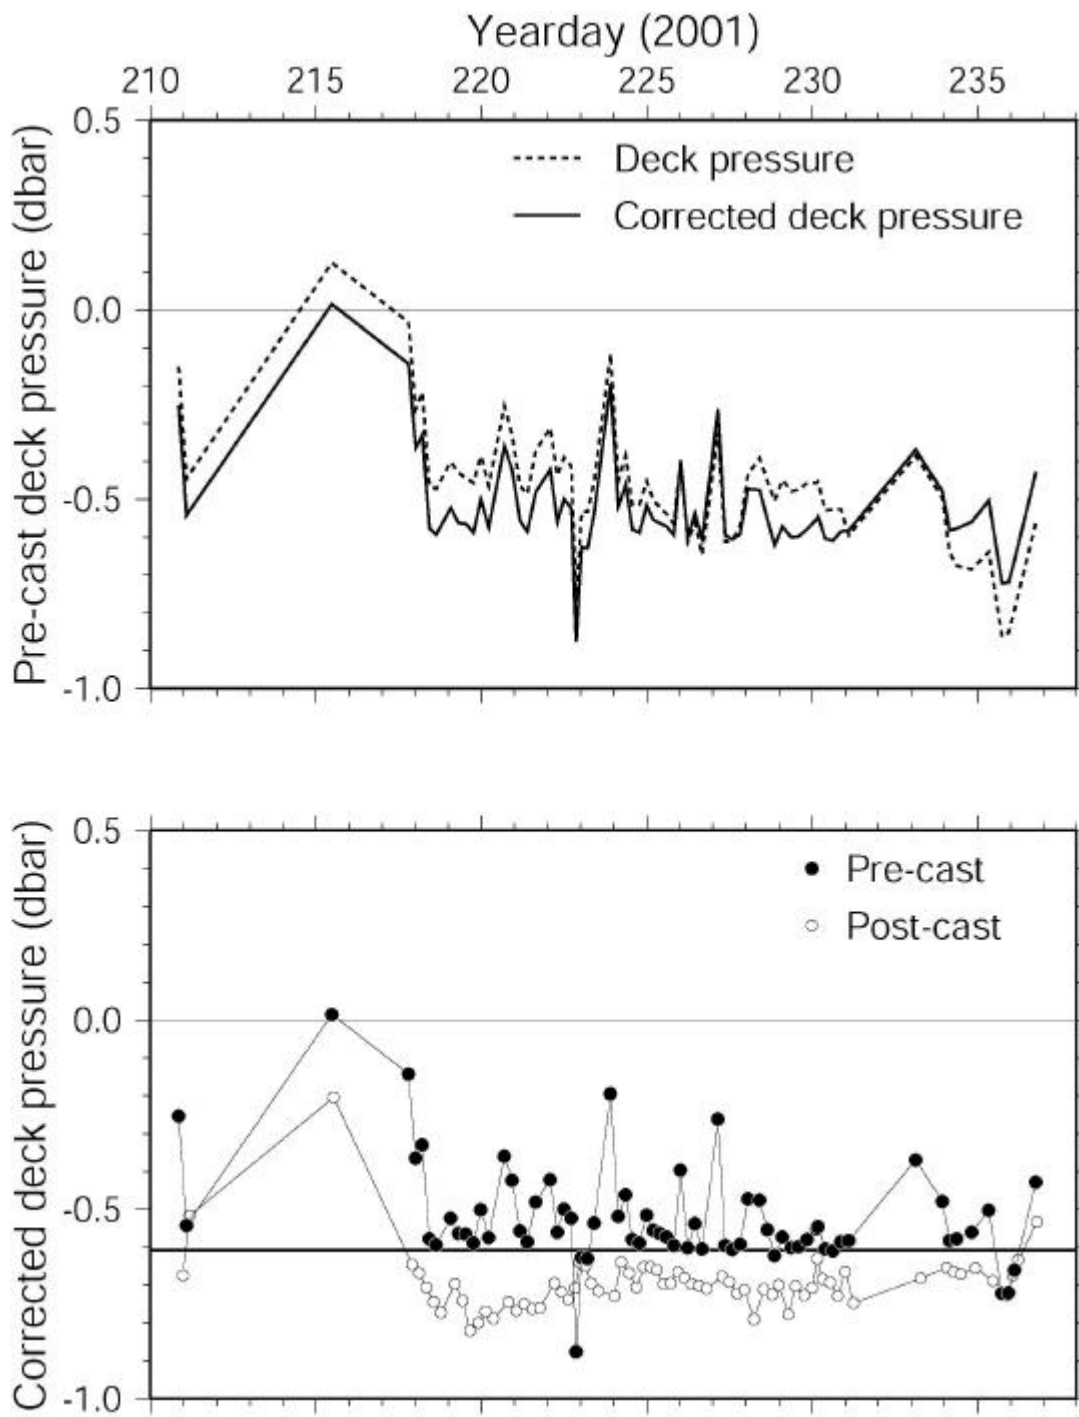 Yearday (2001)
210 215 220 225 230 235
Pre-cast deck pressure (dbar)
0.5
0.0
-0.5
-1.0
Deck pressure
Corrected deck pressure
Corrected deck pressure (dbar)
0.5
0.0
-0.5
-1.0
Pre-cast
Post-cast